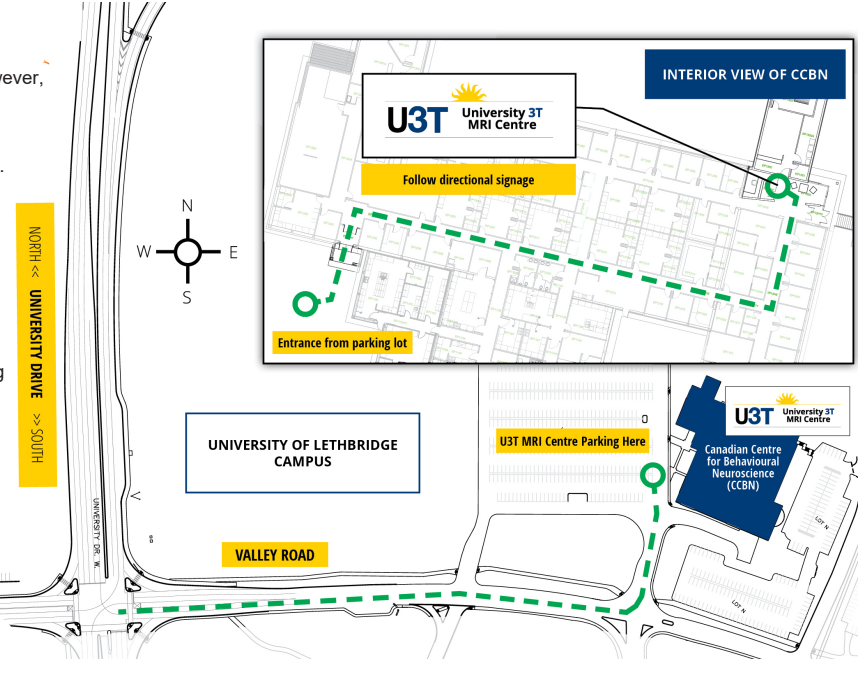 wever,
.
g
INTERIOR VIEW OF CCBN
U3T
University 3T
MRI Centre
Follow directional signage
Entrance from parking lot
N
W
E
S
NORTH << UNIVERSITY DRIVE >> SOUTH
UNIVERSITY OF LETHBRIDGE
CAMPUS
U3T MRI Centre Parking Here
U3T
University 3T
MRI Centre
Canadian Centre
for Behavioural
Neuroscience
(CCBN)
LOT N
LOT N
UNIVERSITY DR. W.
VALLEY ROAD